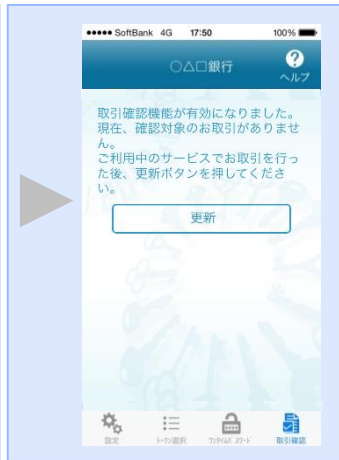 SoftBank 4G 17:50 100%
○△□銀行
ヘルプ
取引確認機能が有効になりました。
現在、確認対象のお取引がありませ
ん。
ご利用中のサービスでお取引を行っ
た後、更新ボタンを押してくださ
い。
更新
設定 トークン選択 ワンタイムパスワード 取引確認